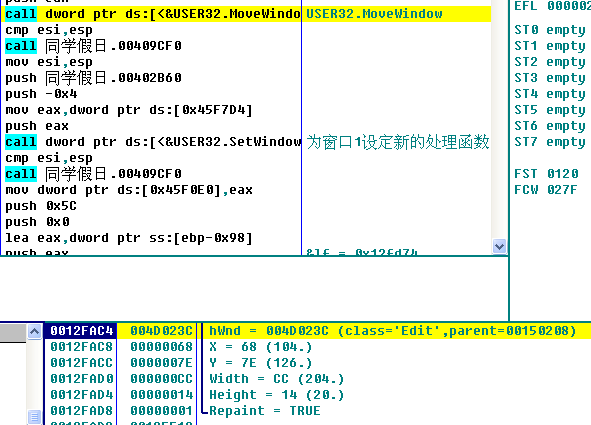 call dword ptr ds:[<&USER32.MoveWindo USER32.MoveWindow
cmp esi,esp
call 同学假日.00409CF0
mov esi,esp
push 同学假日.00402B60
push -0x4
mov eax,dword ptr ds:[0x45F7D4]
push eax
call dword ptr ds:[<&USER32.SetWindow 为窗口1设定新的处理函数
cmp esi,esp
call 同学假日.00409CF0
mov dword ptr ds:[0x45F0E0],eax
push 0x5C
push 0x0
lea eax,dword ptr ss:[ebp-0x98]
push eax &lf = 0x12fd74
EFL 000002
ST0 empty
ST1 empty
ST2 empty
ST3 empty
ST4 empty
ST5 empty
ST6 empty
ST7 empty
FST 0120
FCW 027F
0012FAC4 004D023C hWnd = 004D023C (class='Edit',parent=00150208)
0012FAC8 00000068 X = 68 (104.)
0012FACC 0000007E Y = 7E (126.)
0012FAD0 000000CC Width = CC (204.)
0012FAD4 00000014 Height = 14 (20.)
0012FAD8 00000001 Repaint = TRUE